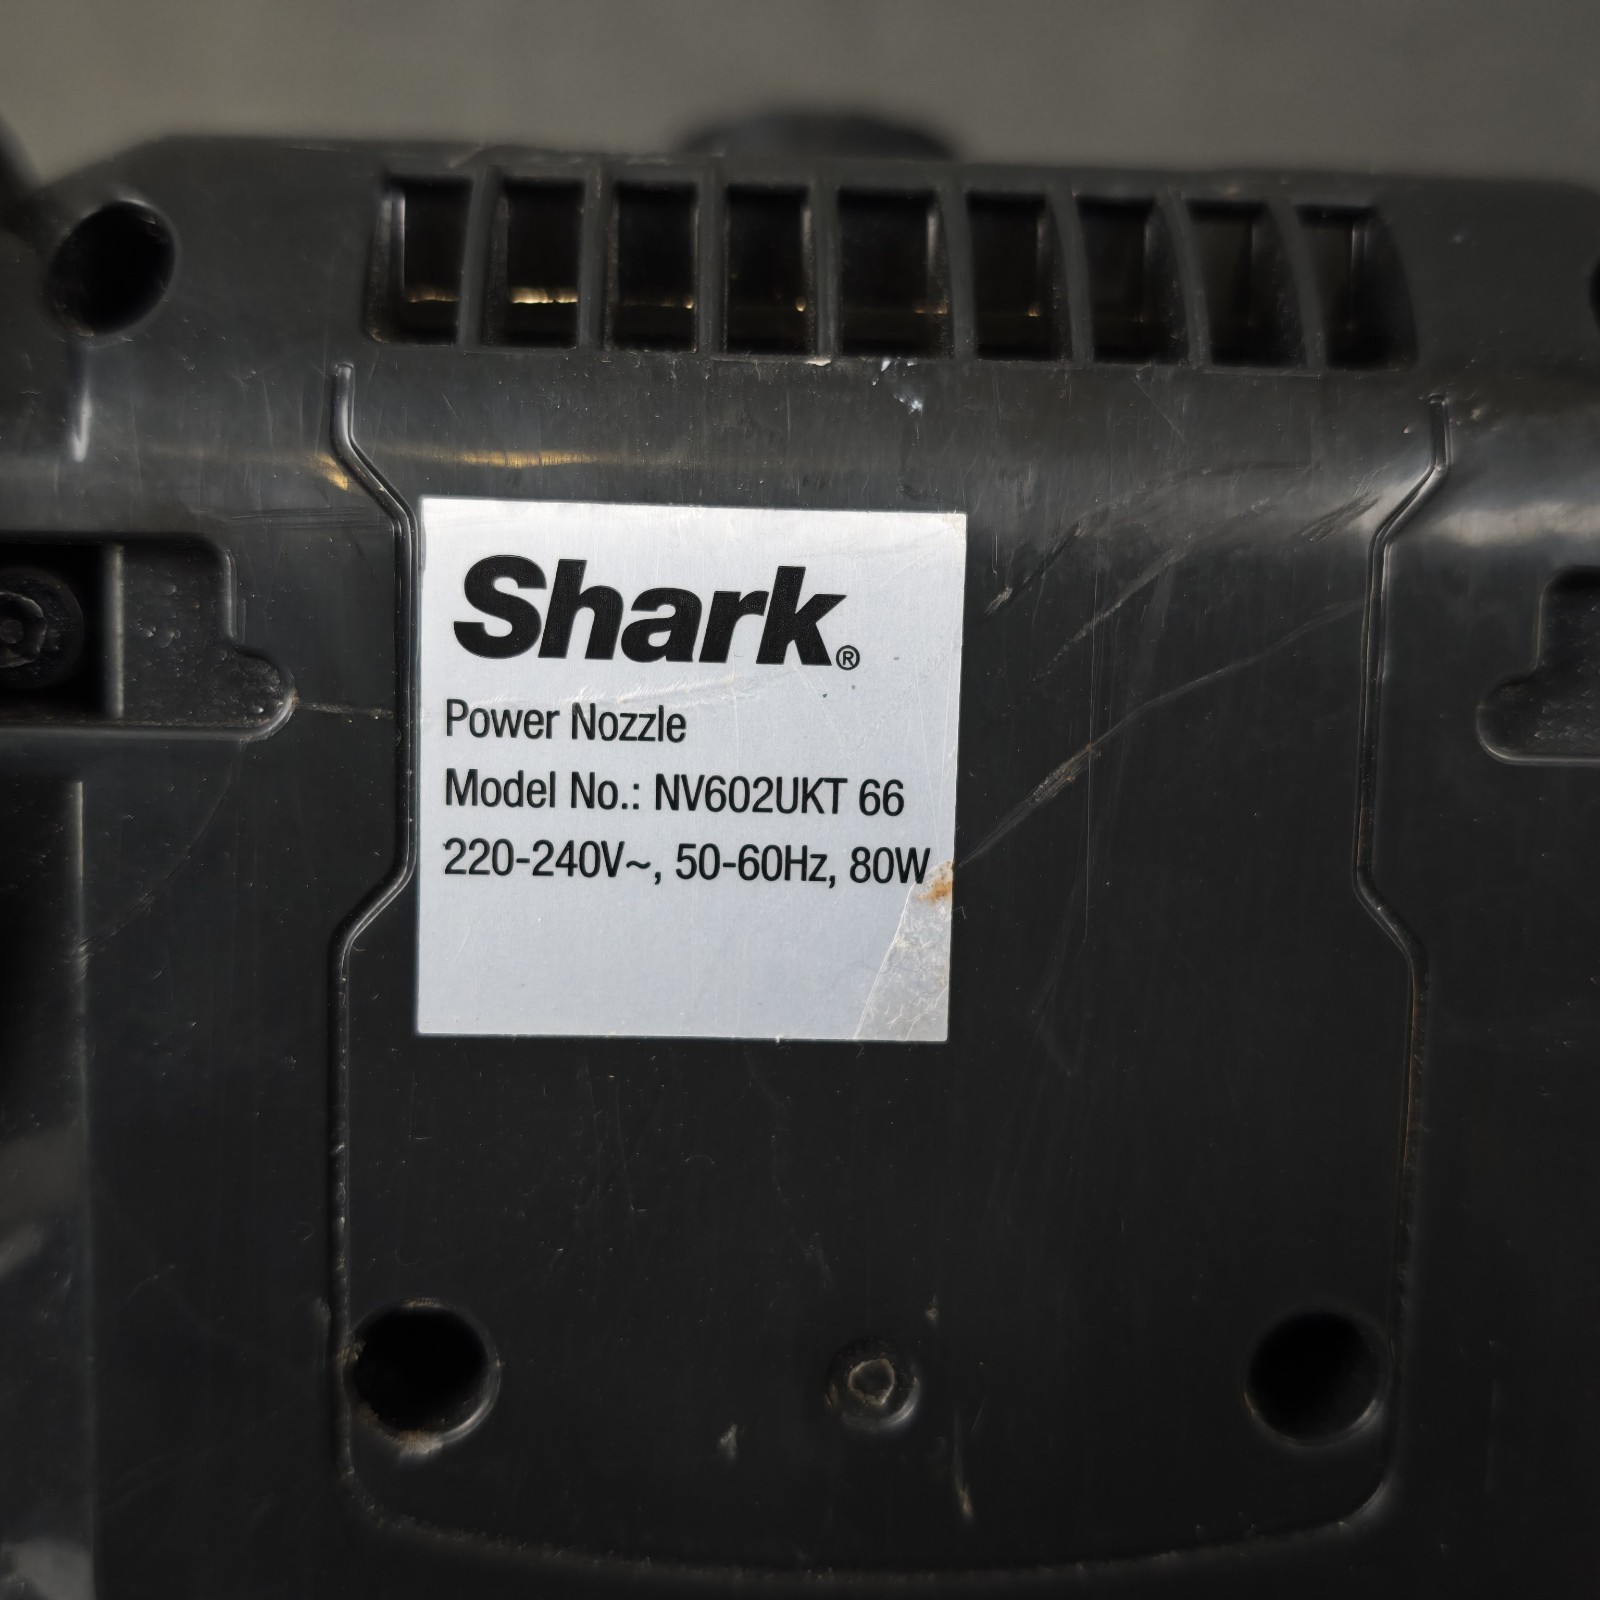 Shark®
Power Nozzle
Model No.: NV602UKT 66
220-240V~, 50-60Hz, 80W